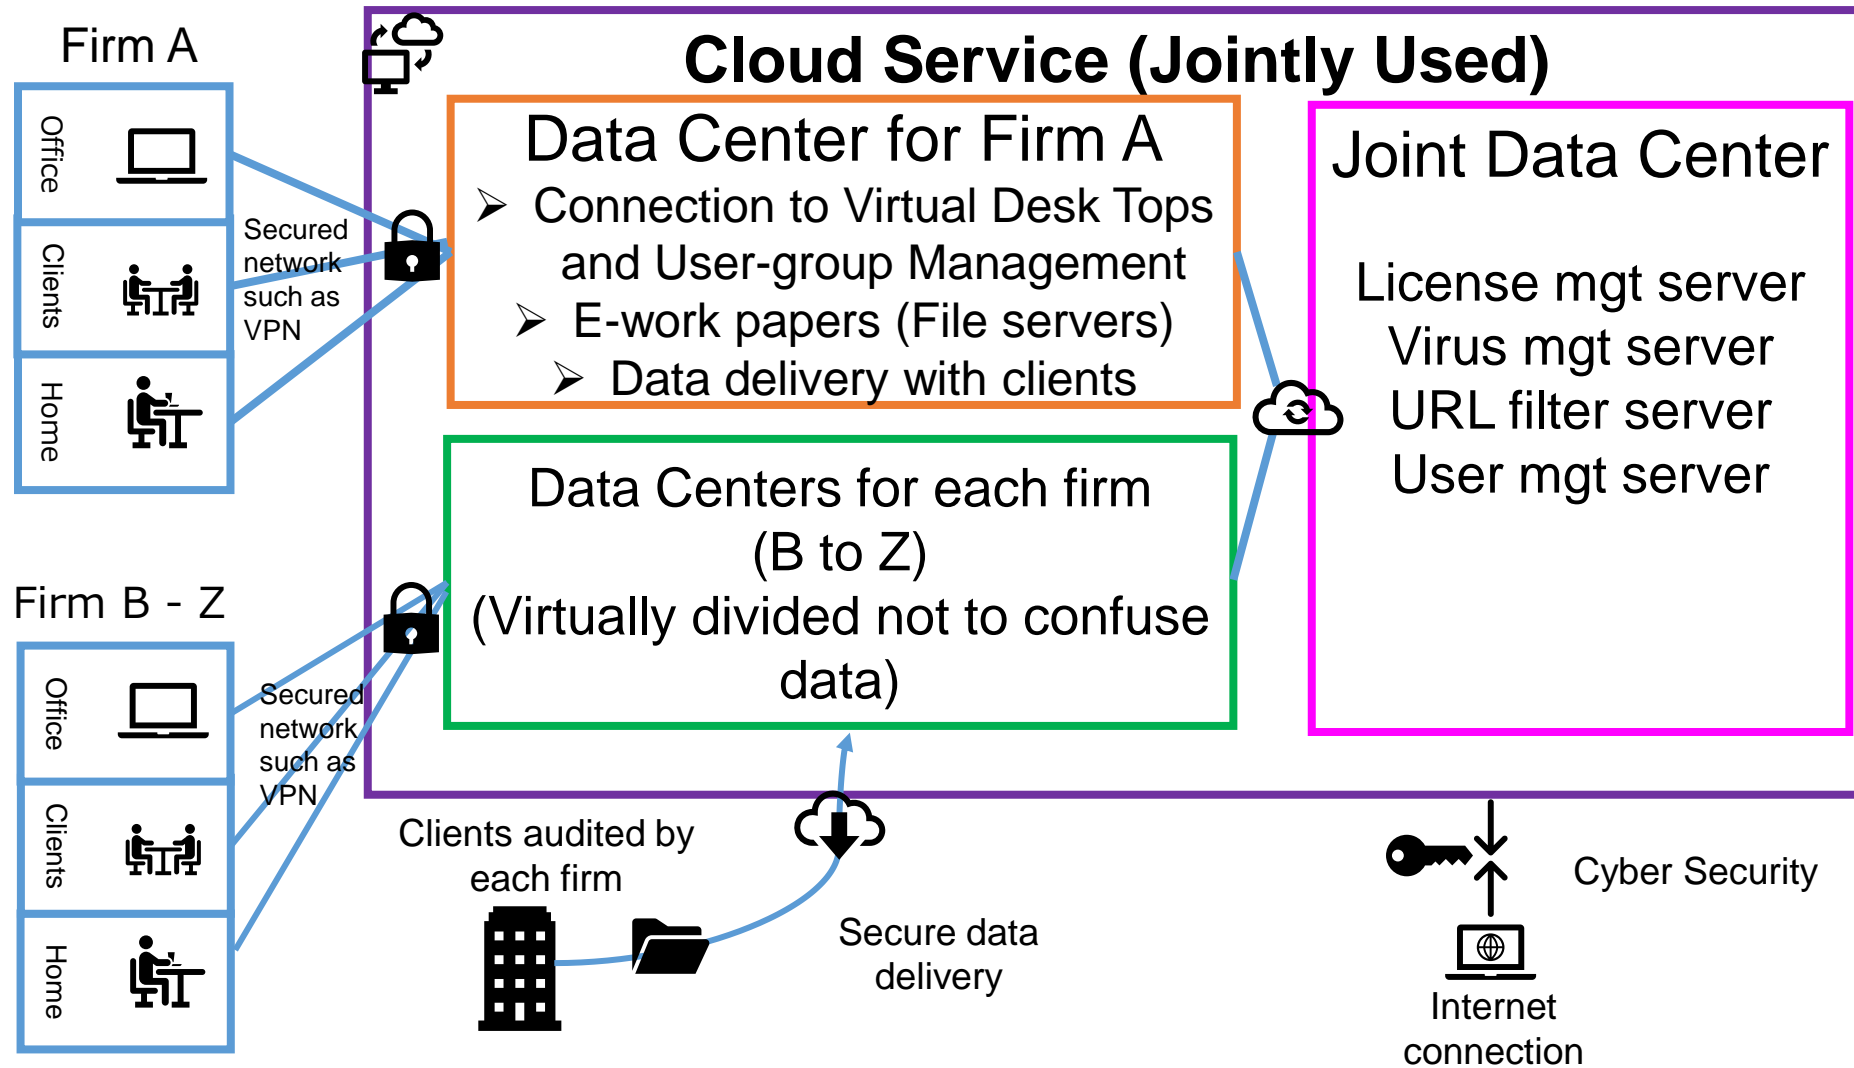 Firm A
Office
Clients
Home
Secured
network
such as
VPN
Cloud Service (Jointly Used)
Data Center for Firm A
➢ Connection to Virtual Desk Tops
and User-group Management
➢ E-work papers (File servers)
➢ Data delivery with clients
Joint Data Center
License mgt server
Virus mgt server
URL filter server
User mgt server
Data Centers for each firm
(B to Z)
(Virtually divided not to confuse
data)
Firm B - Z
Office
Clients
Home
Secured
network
such as
VPN
Clients audited by
each firm
Secure data
delivery
Cyber Security
Internet
connection